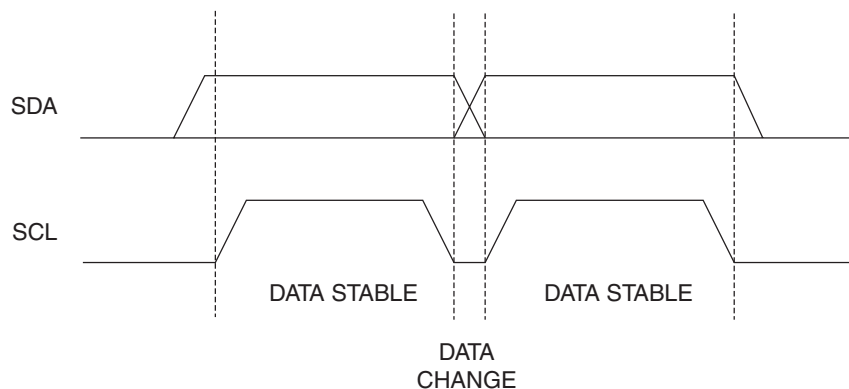 SDA
SCL
DATA STABLE
DATA STABLE
DATA
CHANGE